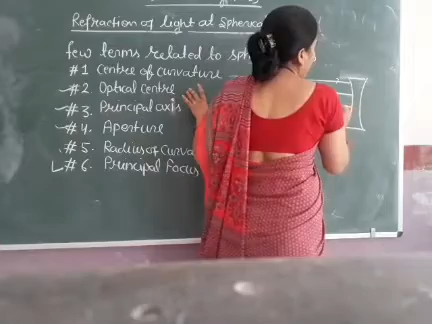 Refraction of light at Spherica
few terms related to sph
#1 Centre of curvature
#2 Optical centre
#3. Principal axis
#4. Aperture
#5. Radius of curva
#6. Principal focus